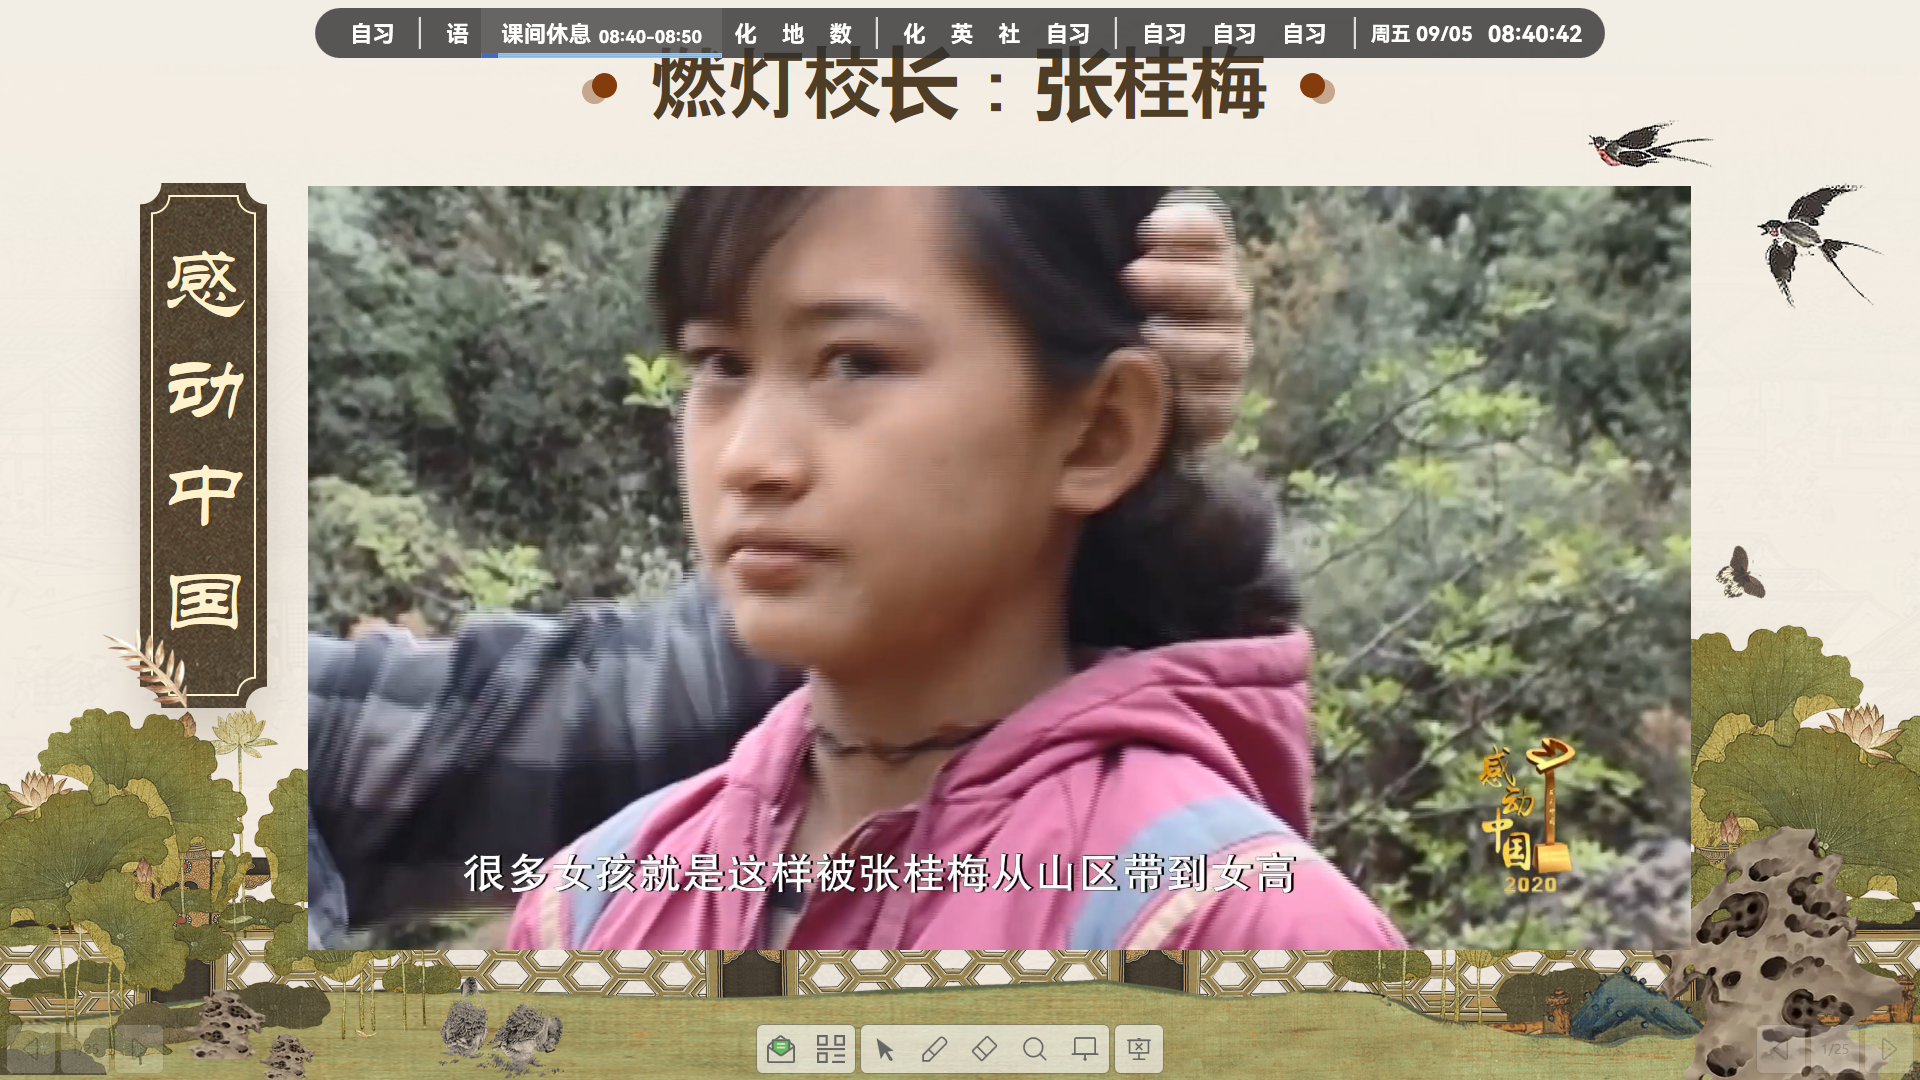 自习 | 语 课间休息 08:40-08:50 化 地 数 | 化 英 社 自习 | 自习 自习 自习 | 周五 09/05 08:40:42
燃灯校长：张桂梅
感动中国
感动中国
2020
很多女孩就是这样被张桂梅从山区带到女高
1/25